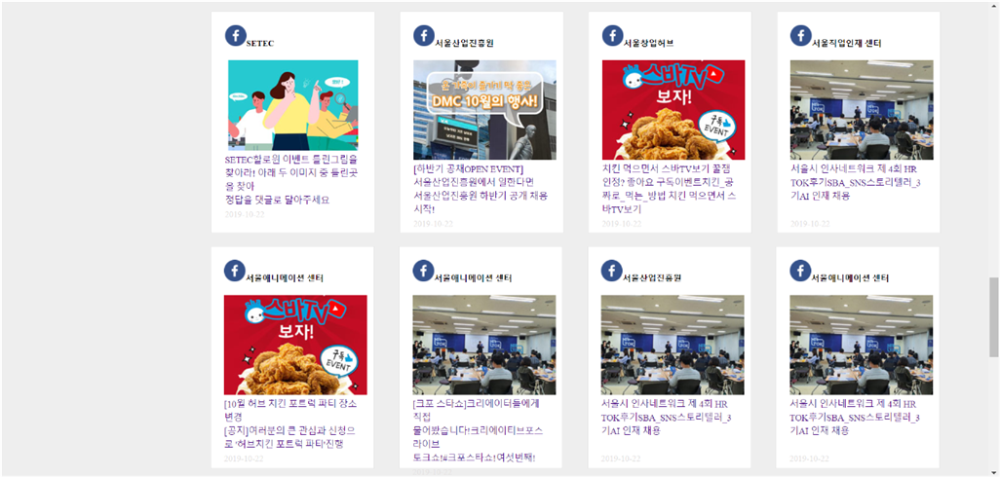 SETEC
SETEC할로윈 이벤트 틀린그림을
찾아라! 아래 두 이미지 중 틀린곳
을 찾아
정답을 댓글로 달아주세요
2019-10-22
서울산업진흥원
DMC 10월의 행사!
[하반기 공채OPEN EVENT]
서울산업진흥원에서 일한다면
서울산업진흥원 하반기 공개 채용
시작!
2019-10-22
서울창업허브
스바TV
보자!
구독
EVENT
치킨 먹으면서 스바TV보기 꿀잼
인정? 좋아요 구독이벤트치킨_공
짜로_먹는_방법 치킨 먹으면서 스
바TV보기
2019-10-22
서울직업인재 센터
서울시 인사네트워크 제 4회 HR
TOK후기SBA_SNS스토리텔러_3
기AI 인재 채용
2019-10-22
서울애니메이션 센터
스바TV
보자!
구독
EVENT
[10월 허브 치킨 포트럭 파티 장소
변경
[공지]여러분의 큰 관심과 신청으
로 '허브치킨 포트럭 파티'진행
2019-10-22
서울애니메이션 센터
[크포 스타쇼]크리에이터들에게
직접
물어봤습니다!크리에이티브포스
라이브
토크쇼!#크포스타쇼!여섯번째!
2019-10-22
서울산업진흥원
서울시 인사네트워크 제 4회 HR
TOK후기SBA_SNS스토리텔러_3
기AI 인재 채용
2019-10-22
서울애니메이션 센터
서울시 인사네트워크 제 4회 HR
TOK후기SBA_SNS스토리텔러_3
기AI 인재 채용
2019-10-22